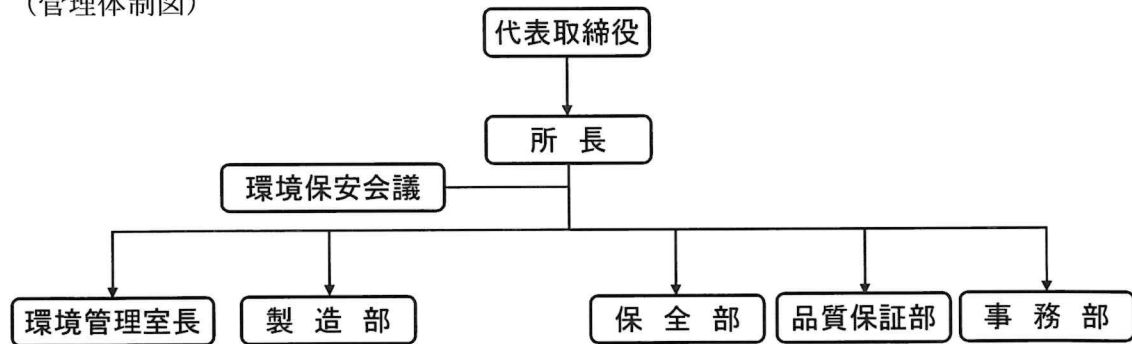 （管理体制図）
代表取締役
所長
環境保安会議
環境管理室長 製造部 保全部 品質保証部 事務部